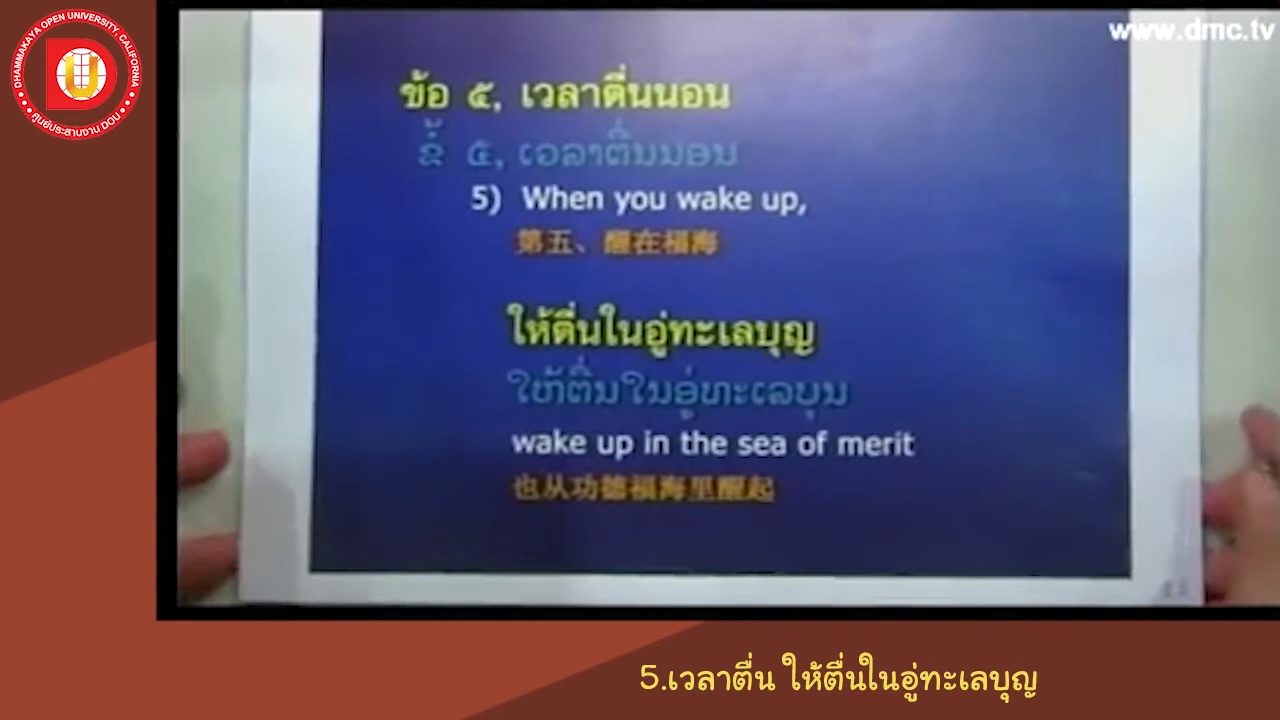 DHAMMAKAYA OPEN UNIVERSITY, CALIFORNIA
ศูนย์ประสานงาน DOU
www.dmc.tv
ข้อ ๕, เวลาตื่นนอน
ຂໍ້ ໕, ເວລາຕື່ນນອນ
5) When you wake up,
第五、醒在福海
ให้ตื่นในอู่ทะเลบุญ
ໃຫ້ຕື່ນໃນອູ່ທະເລບຸນ
wake up in the sea of merit
也从功德福海里醒起
5.เวลาตื่น ให้ตื่นในอู่ทะเลบุญ